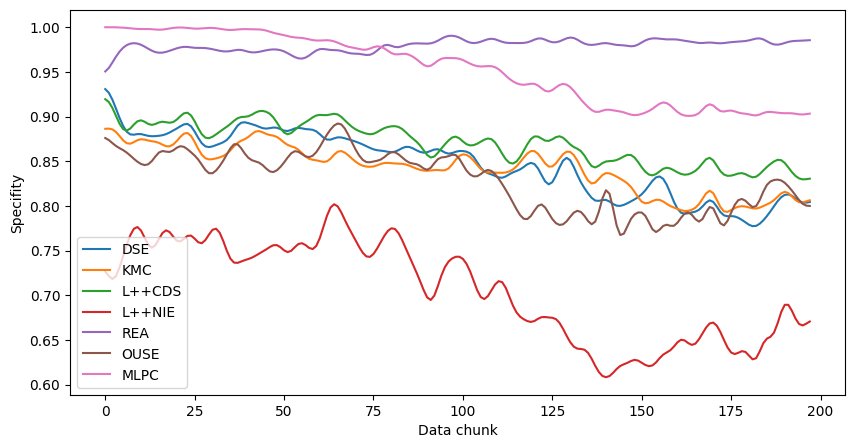 1.00
0.95
0.90
0.85
0.80
0.75
0.70
0.65
0.60
Specifity
DSE
KMC
L++CDS
L++NIE
REA
OUSE
MLPC
0 25 50 75 100 125 150 175 200
Data chunk